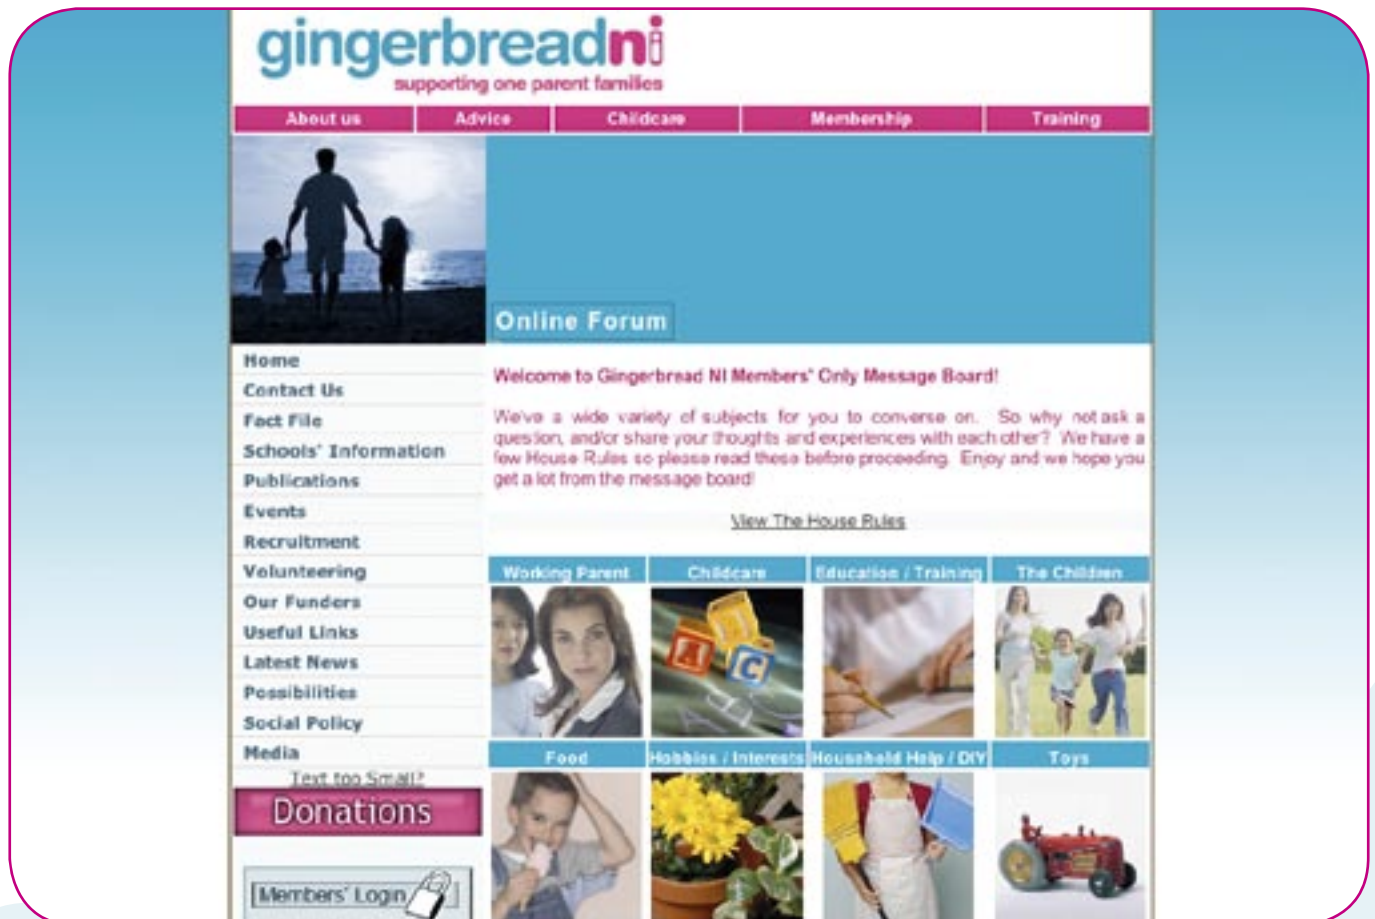 gingerbreadni
supporting one parent families
About us Advice Childcare Membership Training
Online Forum
Home
Contact Us
Fact File
Schools' Information
Publications
Events
Recruitment
Volunteering
Our Funders
Useful Links
Latest News
Possibilities
Social Policy
Media
Text too Small?
Donations
Members' Login
Welcome to Gingerbread NI Members' Only Message Board!
We've a wide variety of subjects for you to converse on. So why not ask a
question, and/or share your thoughts and experiences with each other? We have a
few House Rules so please read these before proceeding. Enjoy and we hope you
get a lot from the message board!
View The House Rules
Working Parent Childcare Education / Training The Children
A C
Food Hobbies / Interests Household Help / DIY Toys